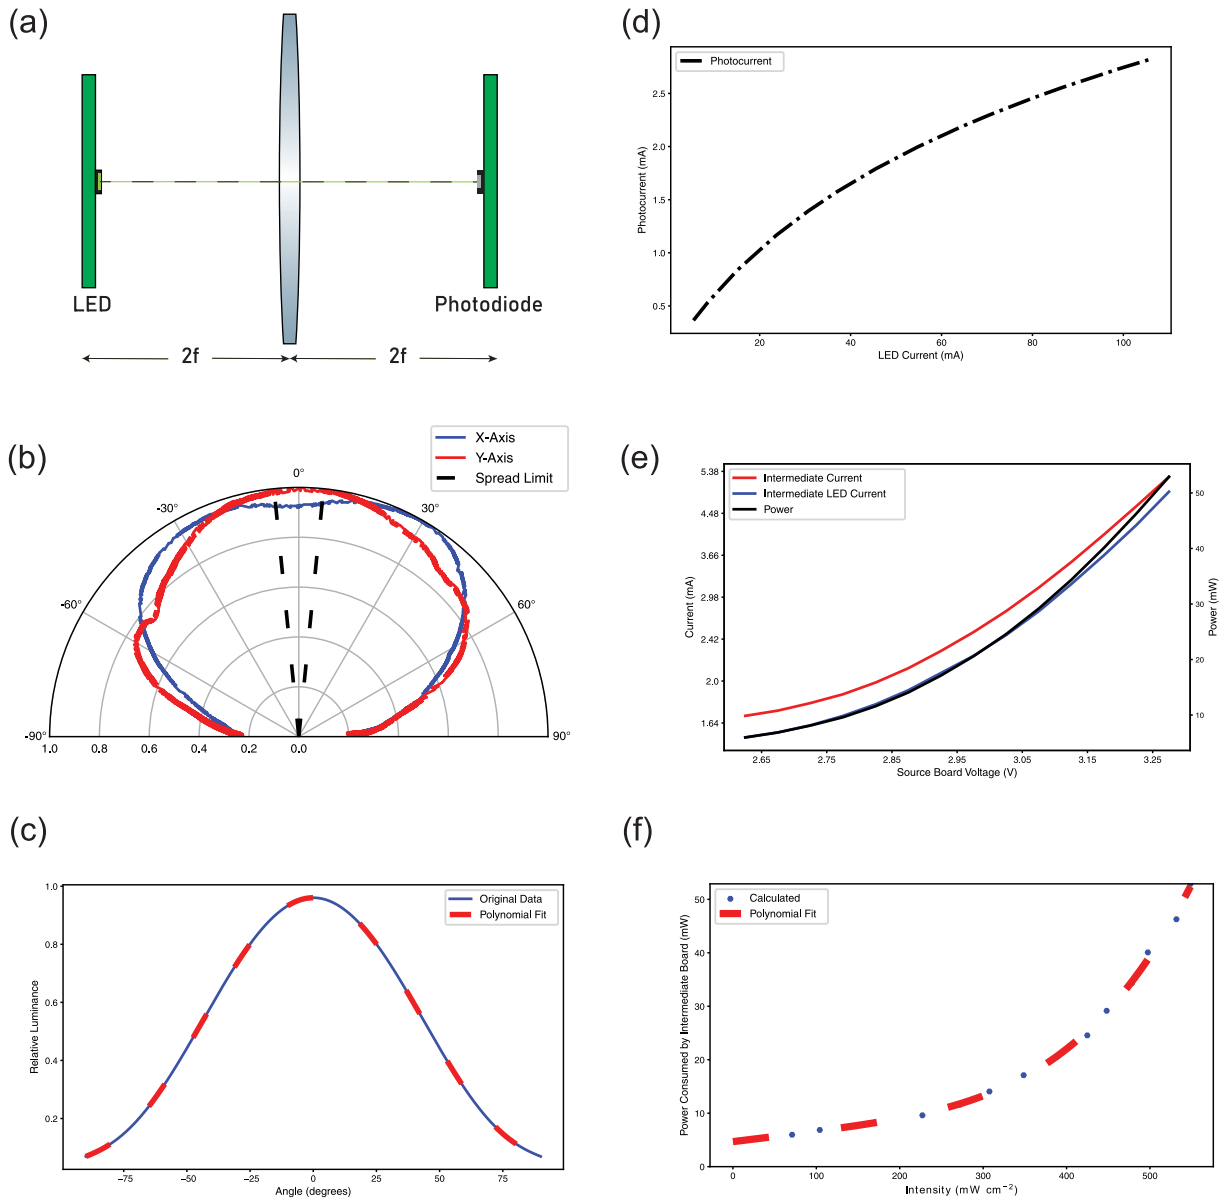 (a)
LED
Photodiode
2f
2f
(b)
X-Axis
Y-Axis
Spread Limit
0°
-30°
30°
-60°
60°
-90°
90°
1.0 0.8 0.6 0.4 0.2 0.0
(c)
Original Data
Polynomial Fit
Relative Luminance
1.0
0.8
0.6
0.4
0.2
−75 −50 −25 0 25 50 75
Angle (degrees)
(d)
Photocurrent
Photocurrent (mA)
2.5
2.0
1.5
1.0
0.5
20 40 60 80 100
LED Current (mA)
(e)
Intermediate Current
Intermediate LED Current
Power
Current (mA)
5.38
4.48
3.66
2.98
2.42
2.0
1.64
50
40
30
20
10
Power (mW)
2.65 2.75 2.85 2.95 3.05 3.15 3.25
Source Board Voltage (V)
(f)
Calculated
Polynomial Fit
Power Consumed by Intermediate Board (mW)
50
40
30
20
10
0
0 100 200 300 400 500
Intensity (mW cm⁻²)